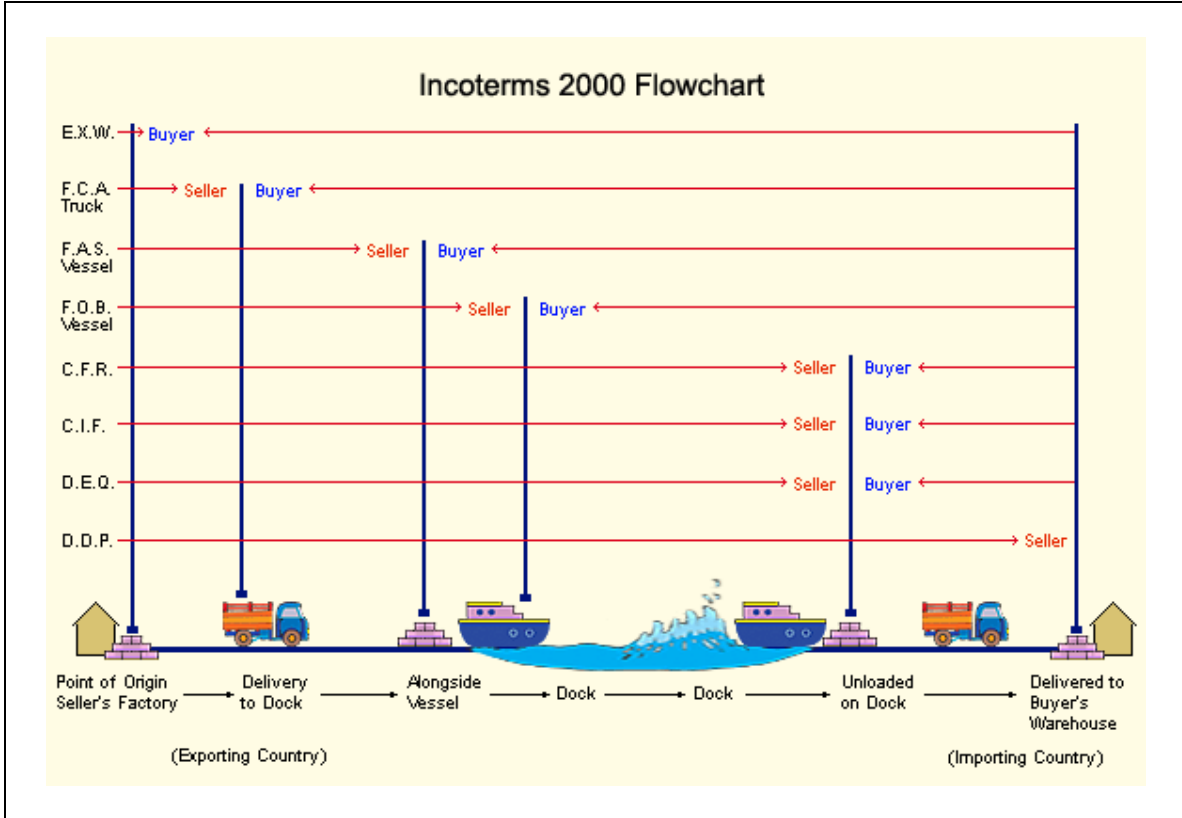 Incoterms 2000 Flowchart
E.X.W. Buyer
F.C.A. Seller Buyer
Truck
F.A.S. Seller Buyer
Vessel
F.O.B. Seller Buyer
Vessel
C.F.R. Seller Buyer
C.I.F. Seller Buyer
D.E.Q. Seller Buyer
D.D.P. Seller
Point of Origin
Seller's Factory
Delivery
to Dock
Alongside
Vessel
Dock
Dock
Unloaded
on Dock
Delivered to
Buyer's
Warehouse
(Exporting Country)
(Importing Country)